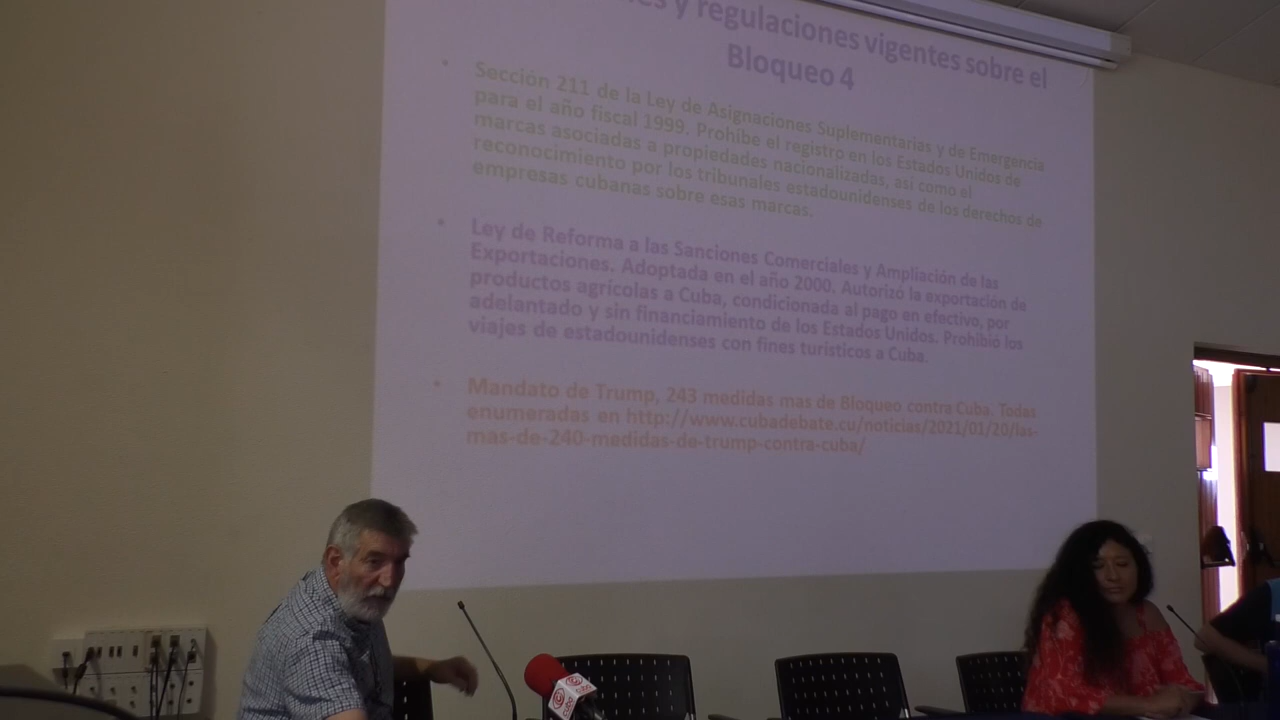 y regulaciones vigentes sobre el
Bloqueo 4
Sección 211 de la Ley de Asignaciones Suplementarias y de Emergencia
para el año fiscal 1999. Prohíbe el registro en los Estados Unidos de
marcas asociadas a propiedades nacionalizadas, así como el
reconocimiento por los tribunales estadounidenses de los derechos de
empresas cubanas sobre esas marcas.
Ley de Reforma a las Sanciones Comerciales y Ampliación de las
Exportaciones. Adoptada en el año 2000. Autorizó la exportación de
productos agrícolas a Cuba, condicionada al pago en efectivo, por
adelantado y sin financiamiento de los Estados Unidos. Prohibió los
viajes de estadounidenses con fines turísticos a Cuba.
Mandato de Trump, 243 medidas mas de Bloqueo contra Cuba. Todas
enumeradas en http://www.cubadebate.cu/noticias/2021/01/20/las-
mas-de-240-medidas-de-trump-contra-cuba/